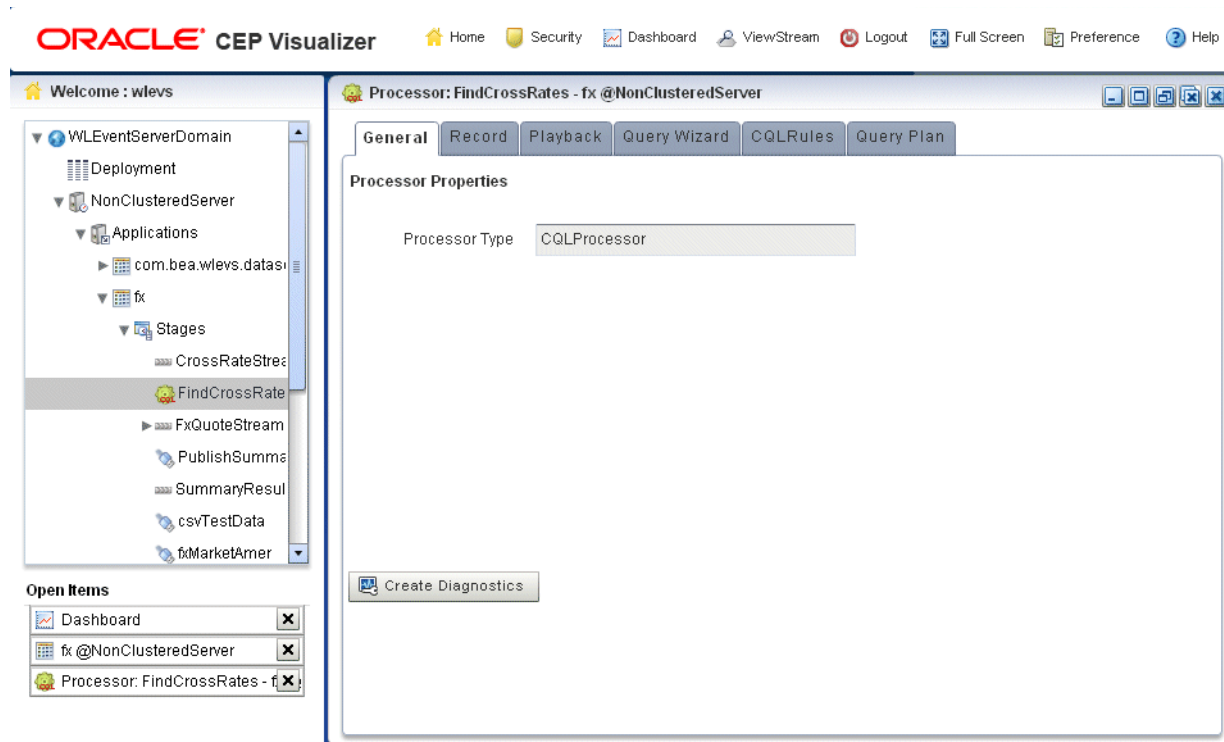 ORACLE CEP Visualizer
Home Security Dashboard ViewStream Logout Full Screen Preference Help
Welcome : wlevs
WLEventServerDomain
Deployment
NonClusteredServer
Applications
com.bea.wlevs.datas
fx
Stages
CrossRateStrea
FindCrossRate
FxQuoteStream
PublishSumma
SummaryResul
csvTestData
fxMarketAmer
Open Items
Dashboard
fx @NonClusteredServer
Processor: FindCrossRates - f
Processor: FindCrossRates - fx @NonClusteredServer
General Record Playback Query Wizard CQLRules Query Plan
Processor Properties
Processor Type CQLProcessor
Create Diagnostics